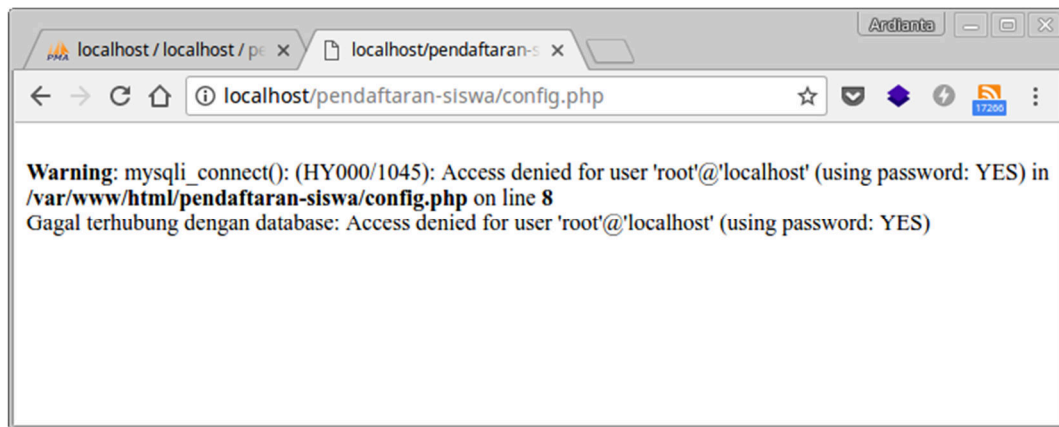 Ardianta
localhost / localhost / pe
localhost/pendaftaran-s
localhost/pendaftaran-siswa/config.php
17266
Warning: mysqli_connect(): (HY000/1045): Access denied for user 'root'@'localhost' (using password: YES) in
/var/www/html/pendaftaran-siswa/config.php on line 8
Gagal terhubung dengan database: Access denied for user 'root'@'localhost' (using password: YES)